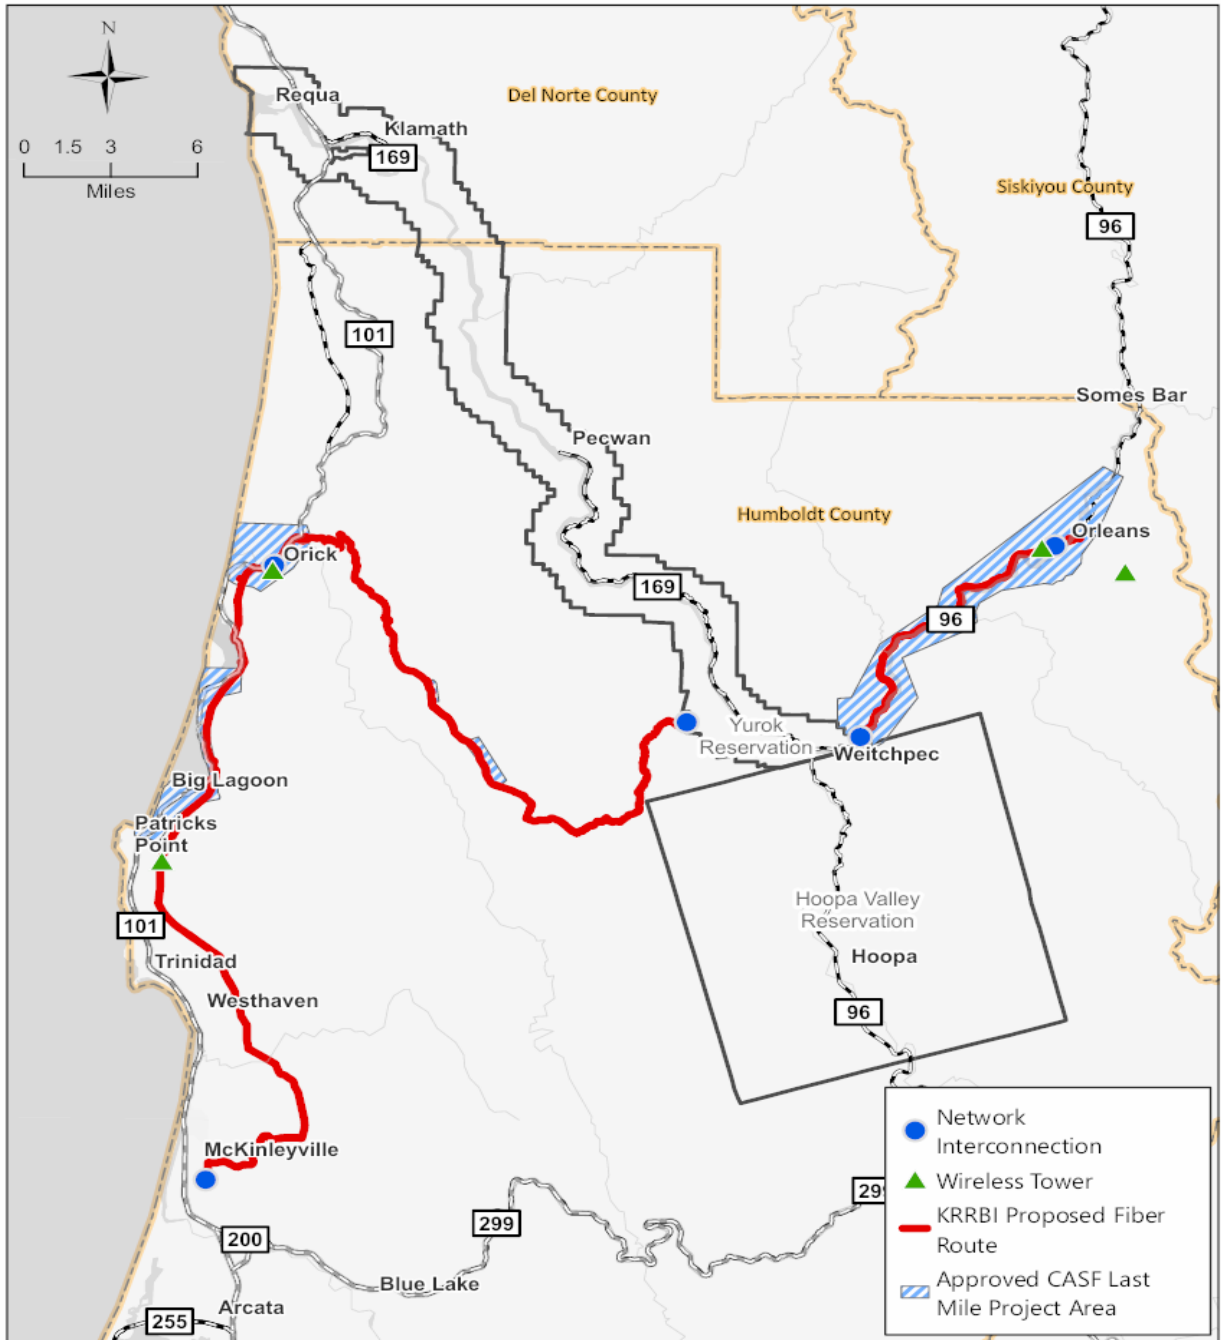 N
0 1.5 3 6
Miles
Requa
Klamath
169
Del Norte County
Siskiyou County
96
101
Somes Bar
Pecwan
Humboldt County
Orleans
Orick
169
96
Yurok
Reservation
Weitchpec
Big Lagoon
Patricks
Point
101
Trinidad
Westhaven
Hoopa Valley
Reservation
Hoopa
96
McKinleyville
299
200
299
Blue Lake
Arcata
255
Network
Interconnection
Wireless Tower
KRRBI Proposed Fiber
Route
Approved CASF Last
Mile Project Area